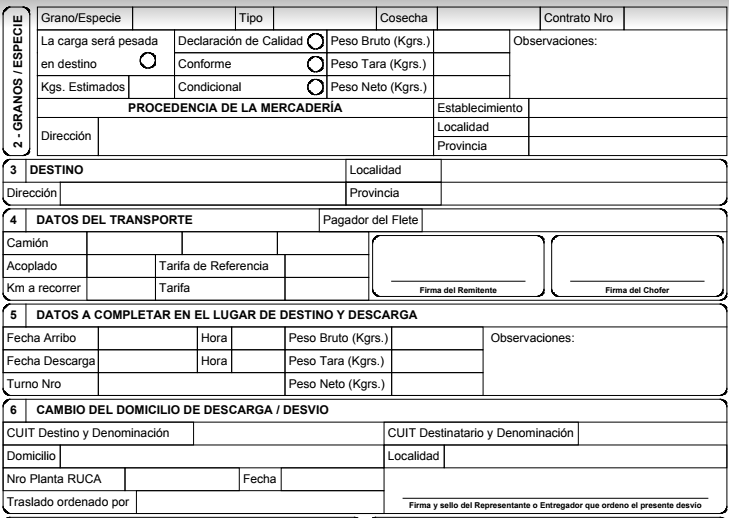 2 - GRANOS / ESPECIE
Grano/Especie Tipo Cosecha Contrato Nro
La carga será pesada en destino
Declaración de Calidad Peso Bruto (Kgrs.) Observaciones:
Conforme Peso Tara (Kgrs.)
Kgs. Estimados Condicional Peso Neto (Kgrs.)
PROCEDENCIA DE LA MERCADERÍA Establecimiento
Dirección Localidad
Provincia
3 DESTINO Localidad
Dirección Provincia
4 DATOS DEL TRANSPORTE Pagador del Flete
Camión
Acoplado Tarifa de Referencia
Km a recorrer Tarifa
Firma del Remitente Firma del Chofer
5 DATOS A COMPLETAR EN EL LUGAR DE DESTINO Y DESCARGA
Fecha Arribo Hora Peso Bruto (Kgrs.) Observaciones:
Fecha Descarga Hora Peso Tara (Kgrs.)
Turno Nro Peso Neto (Kgrs.)
6 CAMBIO DEL DOMICILIO DE DESCARGA / DESVIO
CUIT Destino y Denominación CUIT Destinatario y Denominación
Domicilio Localidad
Nro Planta RUCA Fecha
Traslado ordenado por
Firma y sello del Representante o Entregador que ordeno el presente desvio